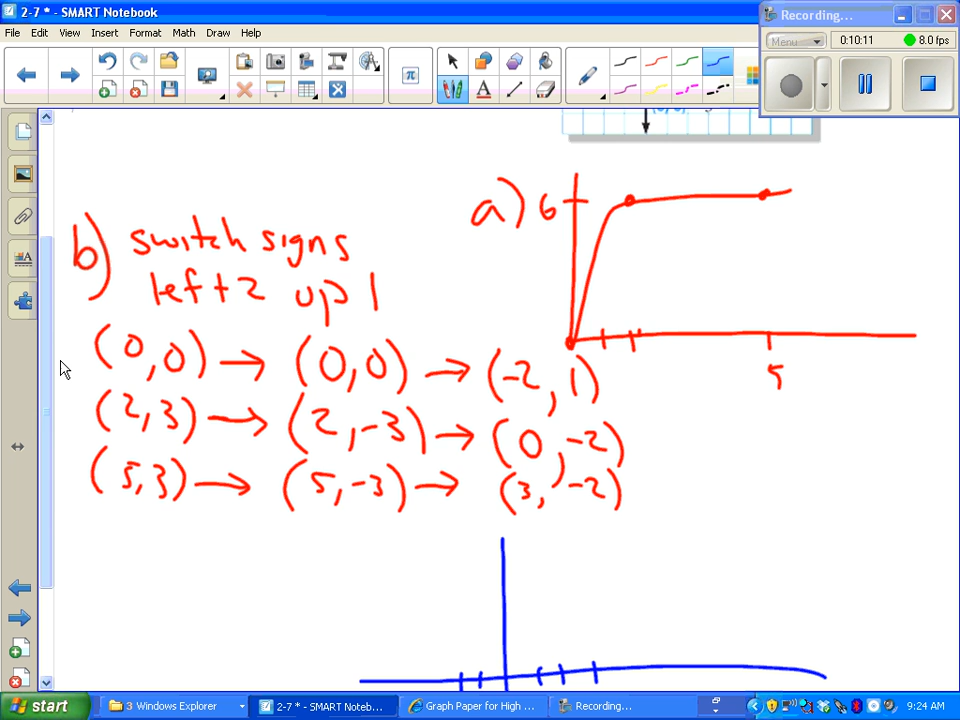 2-7 * - SMART Notebook
Recording...
File Edit View Insert Format Math Draw Help
Menu 0:10:11 8.0 fps
π
A
a) 6
b) switch signs
left 2 up 1
(0,0) → (0,0) → (-2,1)
5
(2,3) → (2,-3) → (0,-2)
(5,3) → (5,-3) → (3,-2)
start 3 Windows Explorer 2-7 * - SMART Noteb... Graph Paper for High ... Recording... 9:24 AM